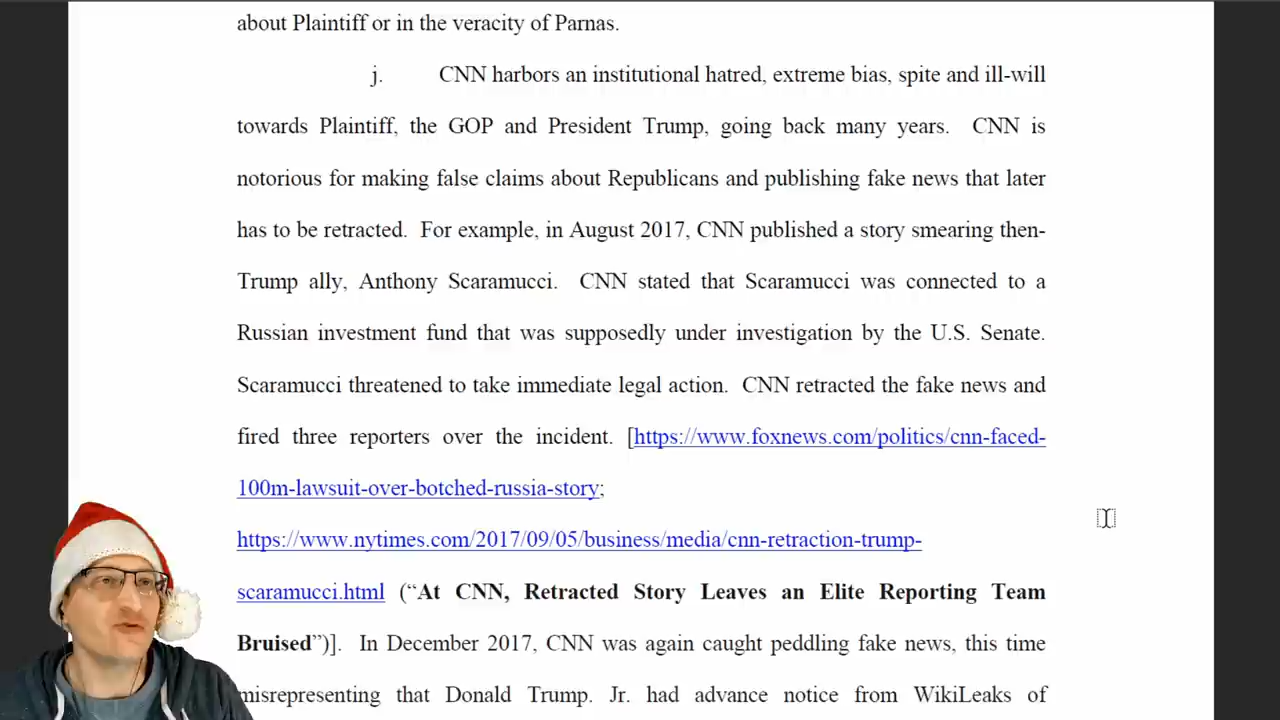 about Plaintiff or in the veracity of Parnas.
j. CNN harbors an institutional hatred, extreme bias, spite and ill-will
towards Plaintiff, the GOP and President Trump, going back many years. CNN is
notorious for making false claims about Republicans and publishing fake news that later
has to be retracted. For example, in August 2017, CNN published a story smearing then-
Trump ally, Anthony Scaramucci. CNN stated that Scaramucci was connected to a
Russian investment fund that was supposedly under investigation by the U.S. Senate.
Scaramucci threatened to take immediate legal action. CNN retracted the fake news and
fired three reporters over the incident. [https://www.foxnews.com/politics/cnn-faced-
100m-lawsuit-over-botched-russia-story;
https://www.nytimes.com/2017/09/05/business/media/cnn-retraction-trump-
scaramucci.html (“At CNN, Retracted Story Leaves an Elite Reporting Team
Bruised”)]. In December 2017, CNN was again caught peddling fake news, this time
misrepresenting that Donald Trump. Jr. had advance notice from WikiLeaks of